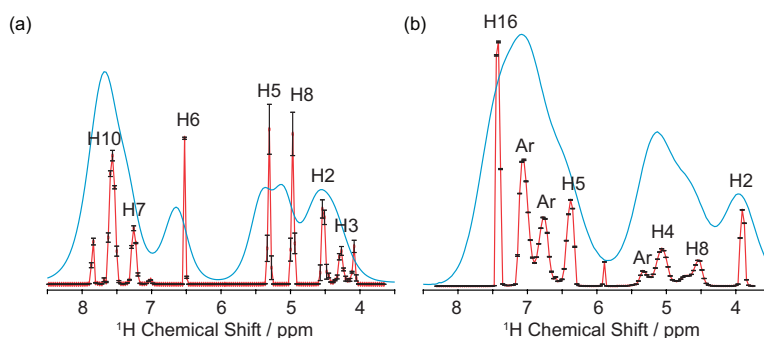 (a)
H10
H7
H6
H5
H8
H2
H3
8 7 6 5 4
¹H Chemical Shift / ppm
(b)
H16
Ar
Ar
H5
Ar
H4
H8
H2
8 7 6 5 4
¹H Chemical Shift / ppm